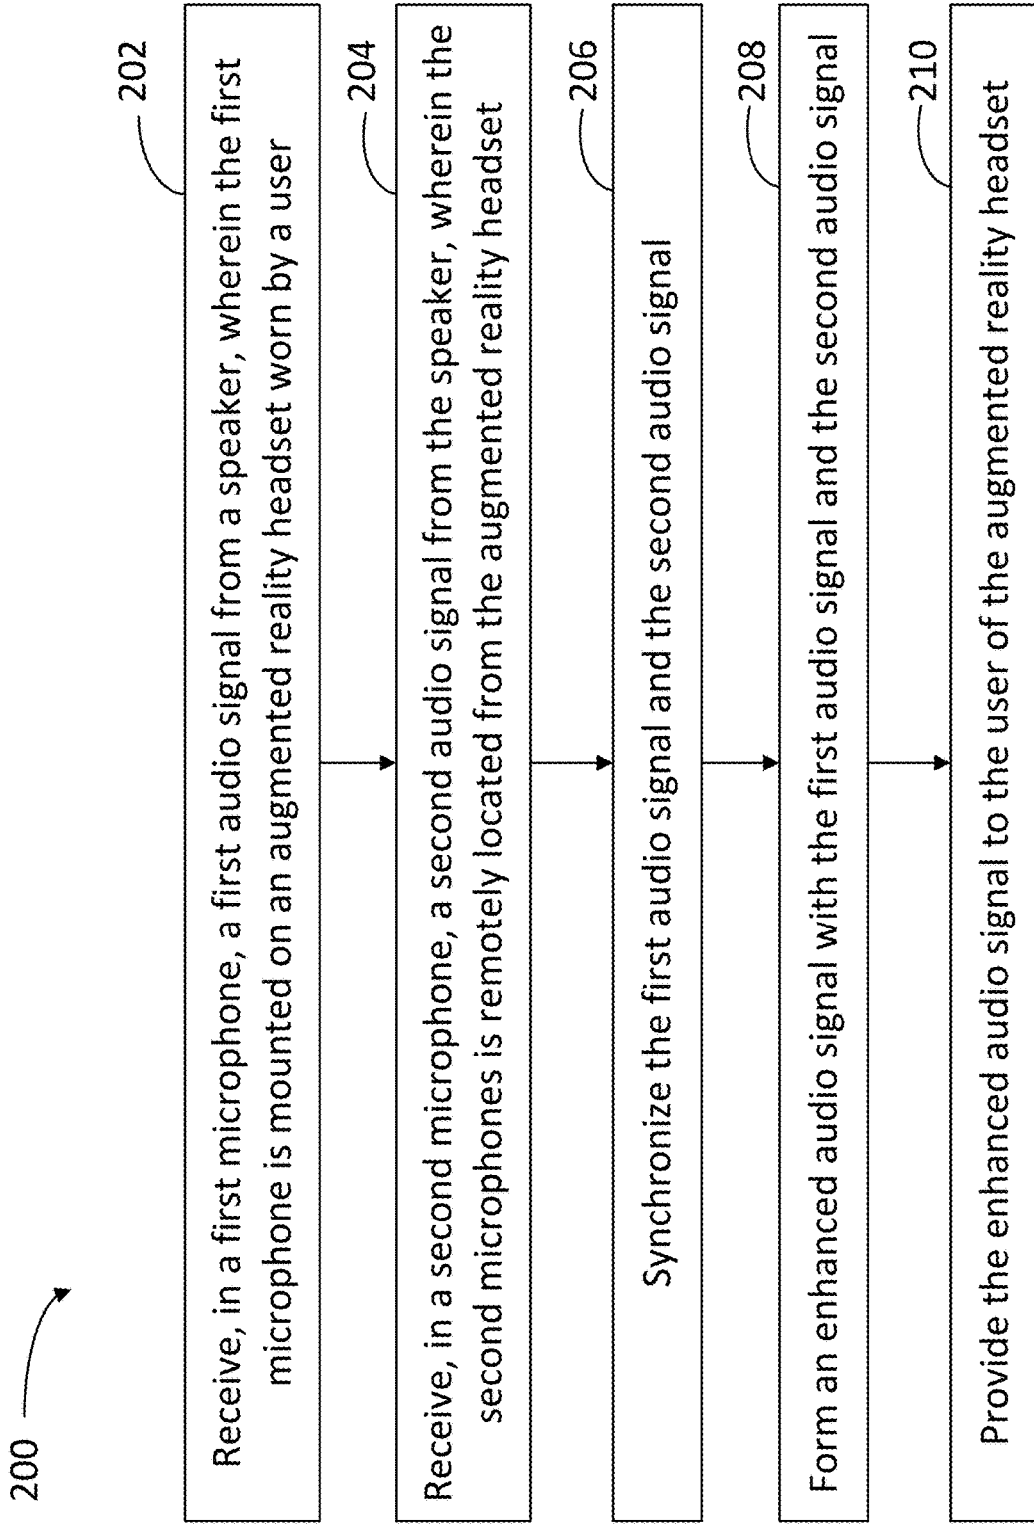 200
202
Receive, in a first microphone, a first audio signal from a speaker, wherein the first
microphone is mounted on an augmented reality headset worn by a user
204
Receive, in a second microphone, a second audio signal from the speaker, wherein the
second microphones is remotely located from the augmented reality headset
206
Synchronize the first audio signal and the second audio signal
208
Form an enhanced audio signal with the first audio signal and the second audio signal
210
Provide the enhanced audio signal to the user of the augmented reality headset